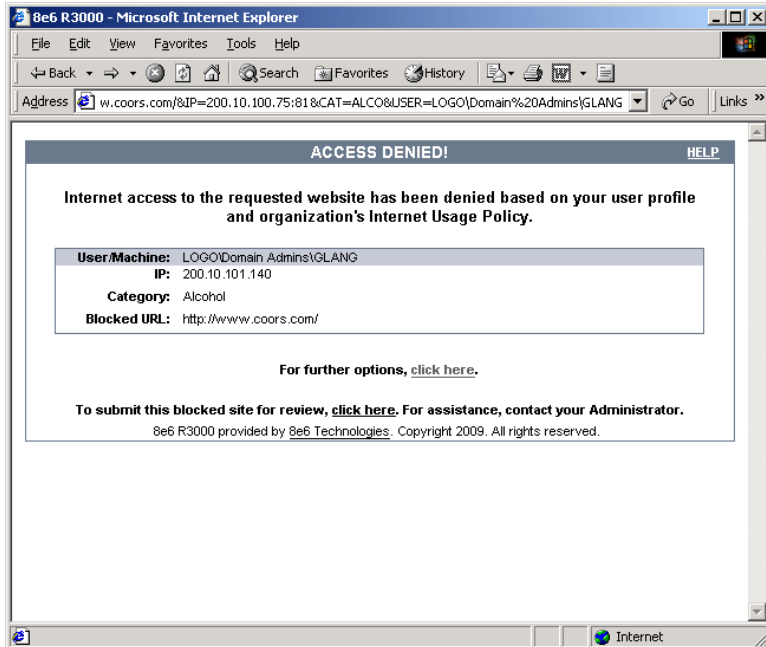 8e6 R3000 - Microsoft Internet Explorer
File Edit View Favorites Tools Help
Back Search Favorites History
Address w.coors.com/&IP=200.10.100.75:81&CAT=ALCO&USER=LOGO\Domain%20Admins\GLANG Go Links »
ACCESS DENIED! HELP
Internet access to the requested website has been denied based on your user profile
and organization's Internet Usage Policy.
User/Machine: LOGO\Domain Admins\GLANG
IP: 200.10.101.140
Category: Alcohol
Blocked URL: http://www.coors.com/
For further options, click here.
To submit this blocked site for review, click here. For assistance, contact your Administrator.
8e6 R3000 provided by 8e6 Technologies. Copyright 2009. All rights reserved.
Internet